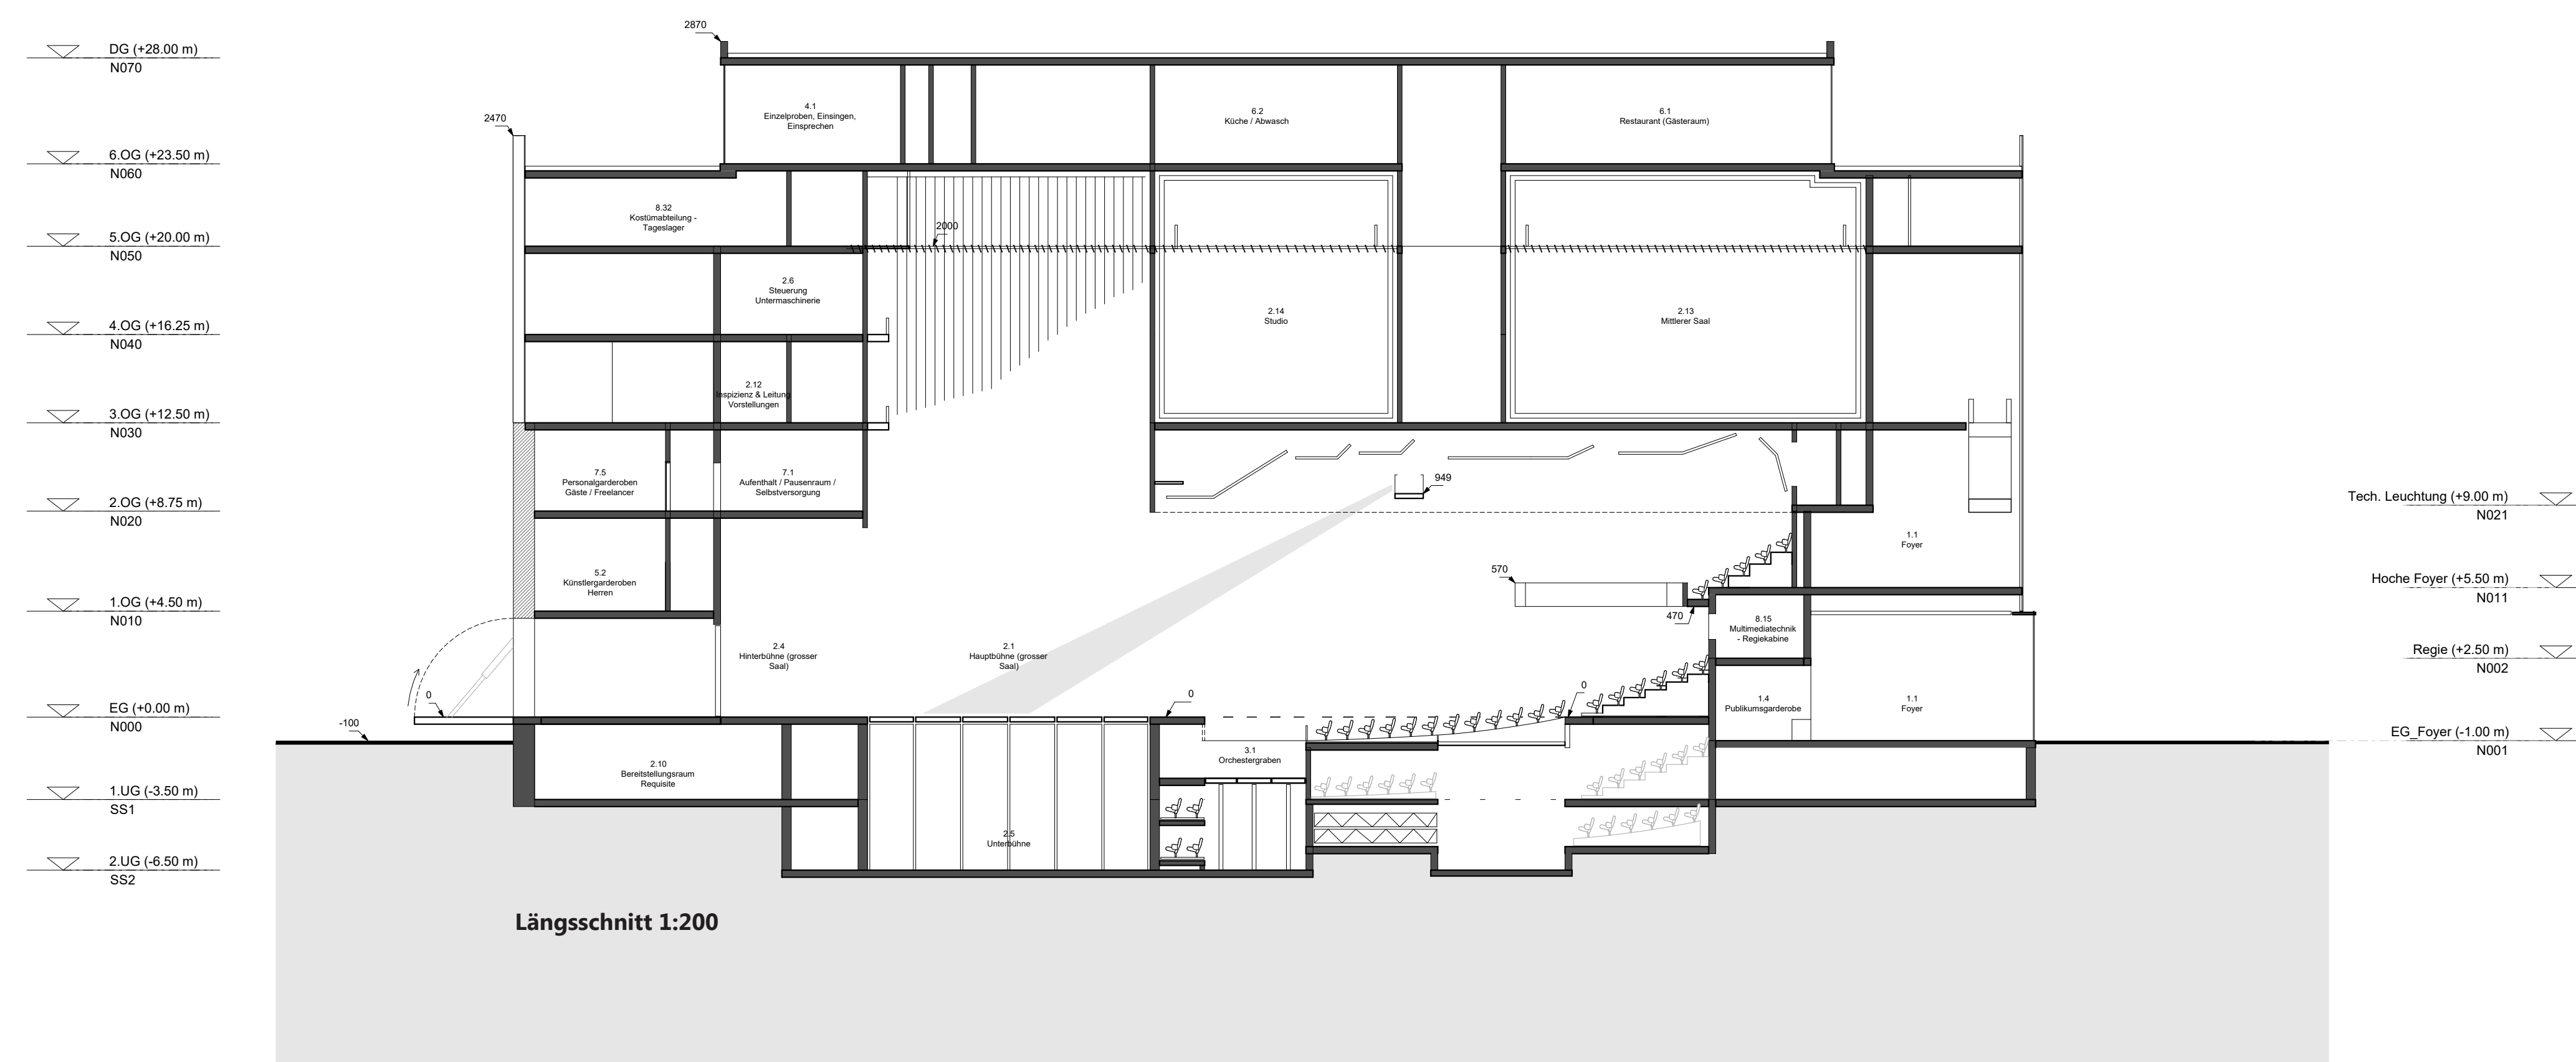 2870
DG (+28.00 m)
N070
4.1
Einzelproben, Einsingen,
Einsprechen
6.2
Küche / Abwasch
6.1
Restaurant (Gästeraum)
2470
6.OG (+23.50 m)
N060
8.32
Kostümabteilung -
Tageslager
2000
5.OG (+20.00 m)
N050
2.6
Steuerung
Untermaschinerie
2.14
Studio
2.13
Mittlerer Saal
4.OG (+16.25 m)
N040
2.12
Inspizienz & Leitung
Vorstellungen
3.OG (+12.50 m)
N030
7.5
Personalgarderoben
Gäste / Freelancer
7.1
Aufenthalt / Pausenraum /
Selbstversorgung
949
2.OG (+8.75 m)
N020
Tech. Leuchtung (+9.00 m)
N021
1.1
Foyer
5.2
Künstlergarderoben
Herren
570
470
Hoche Foyer (+5.50 m)
N011
1.OG (+4.50 m)
N010
8.15
Multimediatechnik
- Regiekabine
2.4
Hinterbühne (grosser
Saal)
2.1
Hauptbühne (grosser
Saal)
Regie (+2.50 m)
N002
0
0
0
1.4
Publikumsgarderobe
1.1
Foyer
EG (+0.00 m)
N000
-100
EG_Foyer (-1.00 m)
N001
3.1
Orchestergraben
2.10
Bereitstellungsraum
Requisite
1.UG (-3.50 m)
SS1
2.5
Unterbühne
2.UG (-6.50 m)
SS2
Längsschnitt 1:200